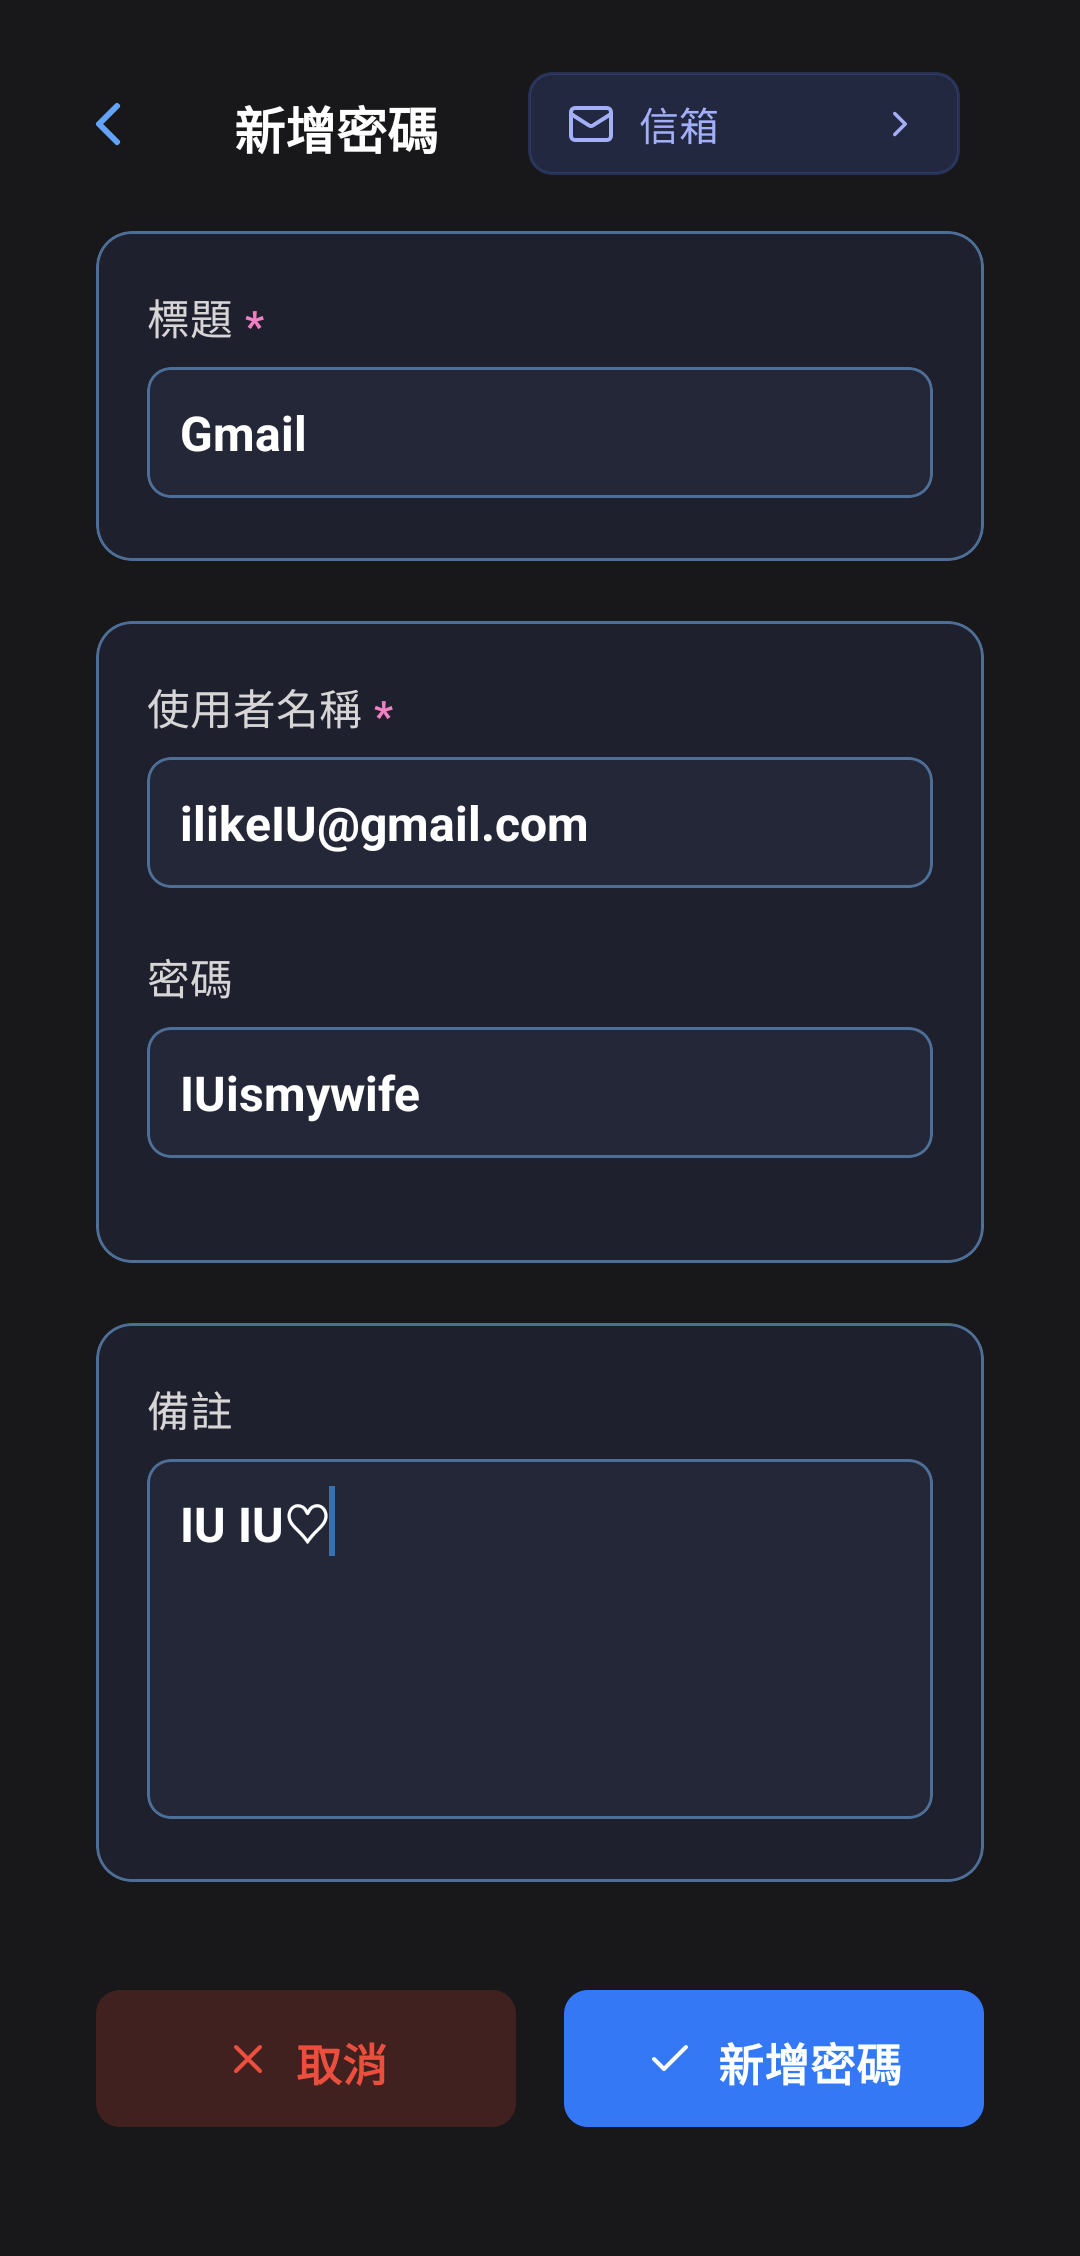 新增密碼
信箱
標題 *
Gmail
使用者名稱 *
ilikeIU@gmail.com
密碼
IUismywife
備註
IU IU♡
取消
新增密碼